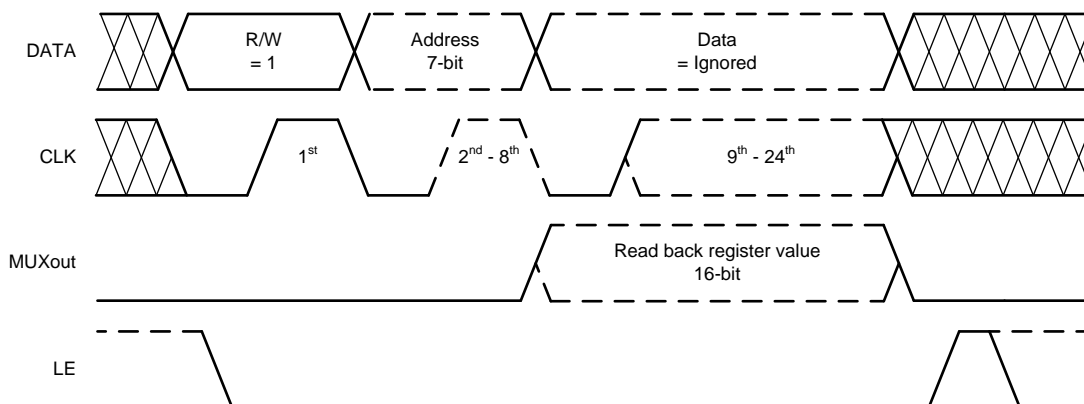 DATA
R/W
= 1
Address
7-bit
Data
= Ignored
CLK
1st
2nd - 8th
9th - 24th
MUXout
Read back register value
16-bit
LE